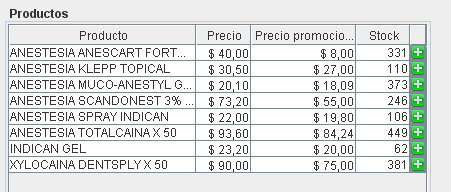 Productos
Producto Precio Precio promocio... Stock
ANESTESIA ANESCART FORT... $ 40,00 $ 8,00 331
ANESTESIA KLEPP TOPICAL $ 30,50 $ 27,00 110
ANESTESIA MUCO-ANESTYL G... $ 20,10 $ 18,09 373
ANESTESIA SCANDONEST 3% ... $ 73,20 $ 55,00 246
ANESTESIA SPRAY INDICAN $ 22,00 $ 19,80 106
ANESTESIA TOTALCAINA X 50 $ 93,60 $ 84,24 449
INDICAN GEL $ 23,20 $ 20,00 62
XYLOCAINA DENTSPLY X 50 $ 90,00 $ 75,00 381